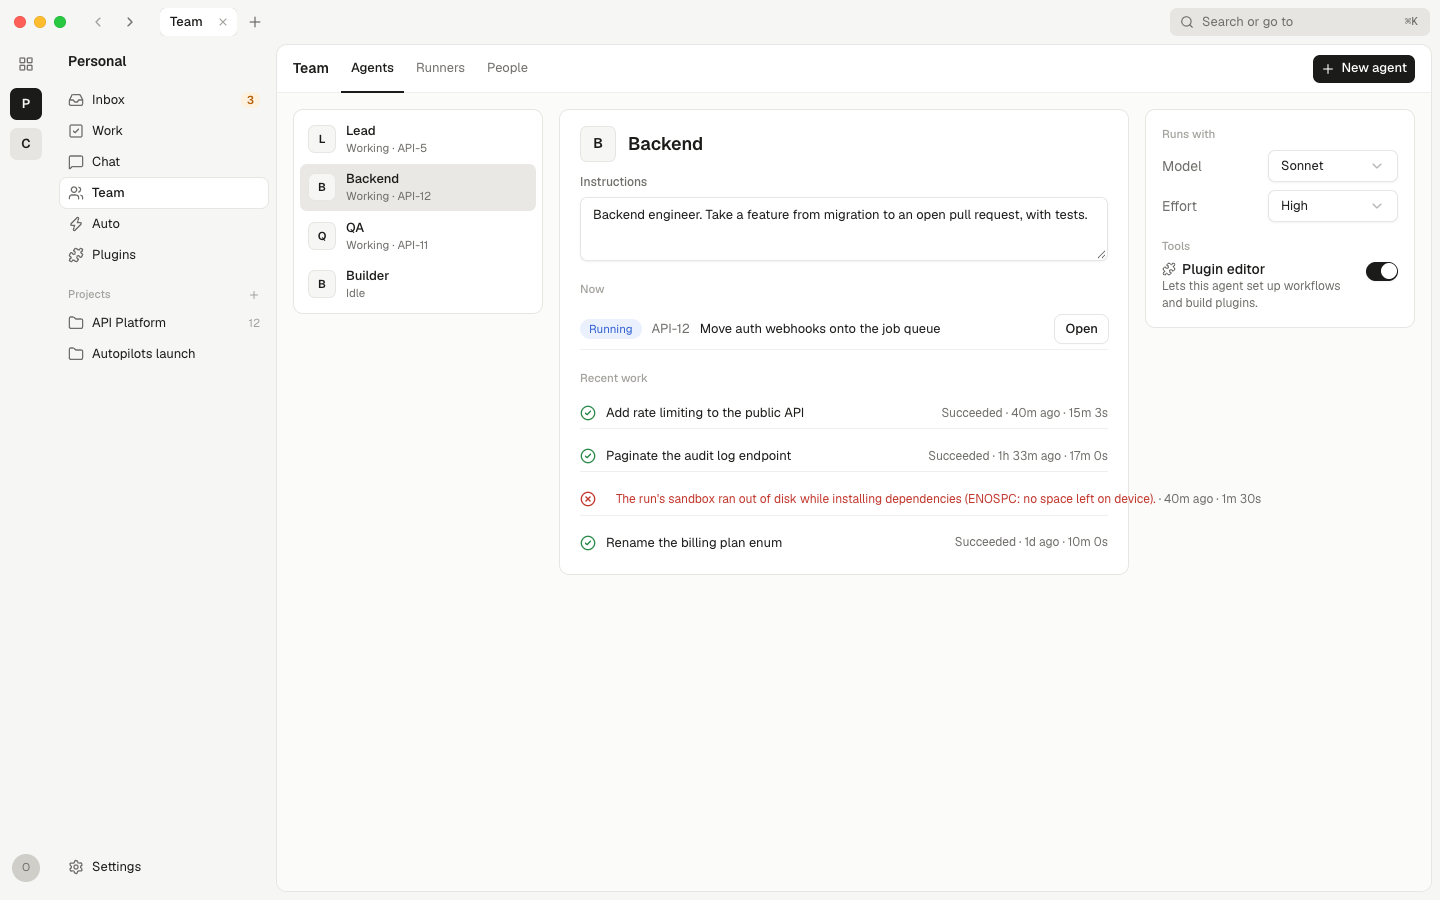 Team
Search or go to
⌘K
Personal
P
C
Inbox
3
Work
Chat
Team
Auto
Plugins
Projects
API Platform
12
Autopilots launch
O
Settings
Team
Agents
Runners
People
New agent
L
Lead
Working · API-5
B
Backend
Working · API-12
Q
QA
Working · API-11
B
Builder
Idle
B
Backend
Instructions
Backend engineer. Take a feature from migration to an open pull request, with tests.
Now
Running API-12 Move auth webhooks onto the job queue
Open
Recent work
Add rate limiting to the public API
Succeeded · 40m ago · 15m 3s
Paginate the audit log endpoint
Succeeded · 1h 33m ago · 17m 0s
The run's sandbox ran out of disk while installing dependencies (ENOSPC: no space left on device). · 40m ago · 1m 30s
Rename the billing plan enum
Succeeded · 1d ago · 10m 0s
Runs with
Model
Sonnet
Effort
High
Tools
Plugin editor
Lets this agent set up workflows
and build plugins.